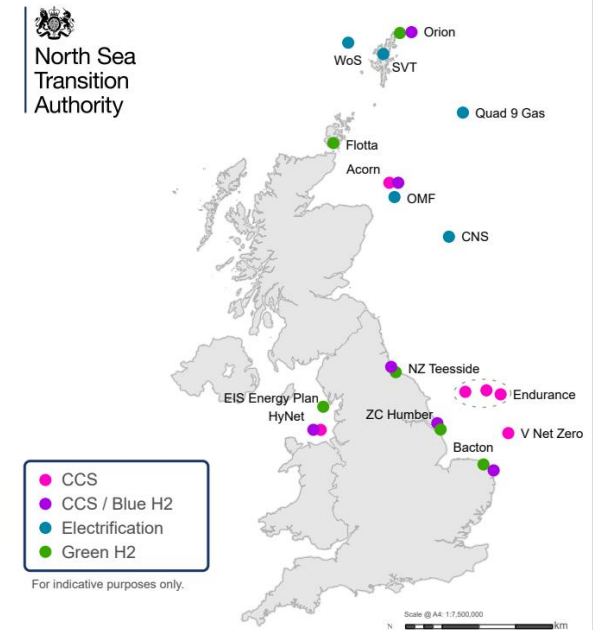 North Sea
Transition
Authority
Orion
WoS
SVT
Quad 9 Gas
Flotta
Acorn
OMF
CNS
NZ Teesside
EIS Energy Plan
Endurance
HyNet
ZC Humber
V Net Zero
Bacton
CCS
CCS / Blue H2
Electrification
Green H2
For indicative purposes only.
Scale @ A4: 1:7,500,000
N
km